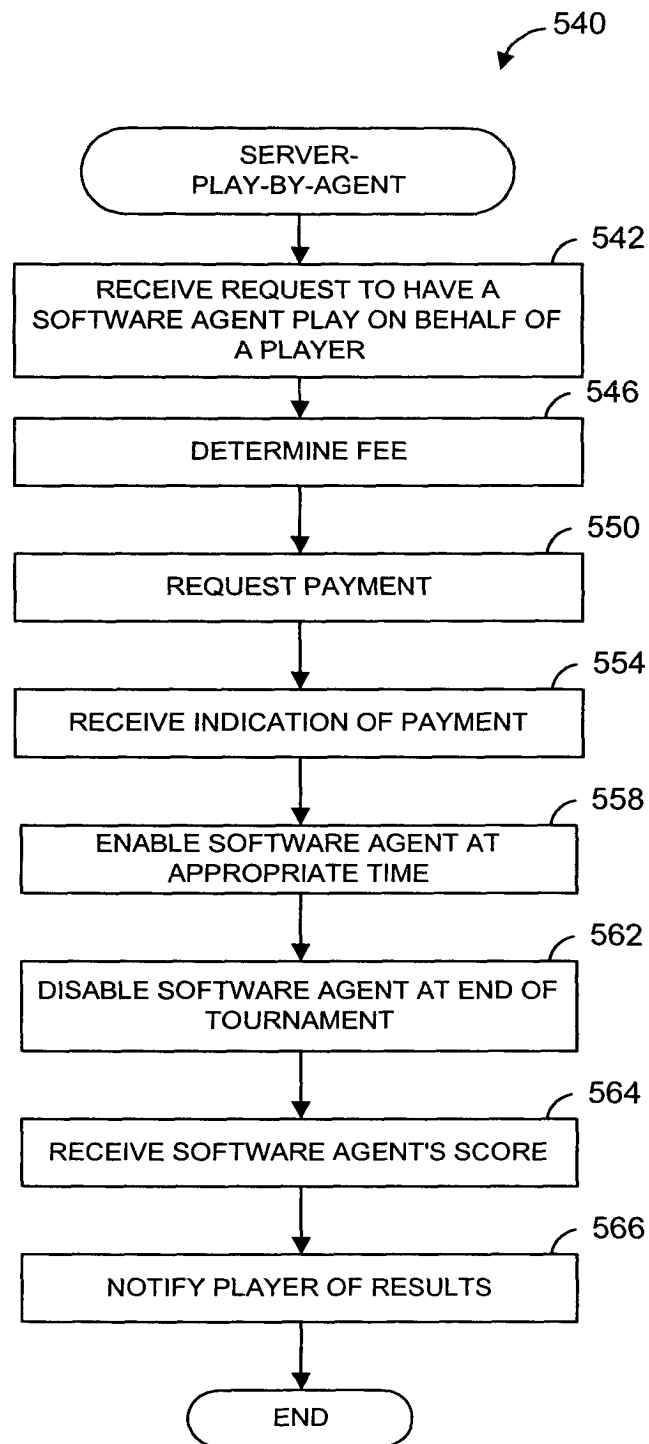 540
SERVER-
PLAY-BY-AGENT
542
RECEIVE REQUEST TO HAVE A
SOFTWARE AGENT PLAY ON BEHALF OF
A PLAYER
546
DETERMINE FEE
550
REQUEST PAYMENT
554
RECEIVE INDICATION OF PAYMENT
558
ENABLE SOFTWARE AGENT AT
APPROPRIATE TIME
562
DISABLE SOFTWARE AGENT AT END OF
TOURNAMENT
564
RECEIVE SOFTWARE AGENT'S SCORE
566
NOTIFY PLAYER OF RESULTS
END